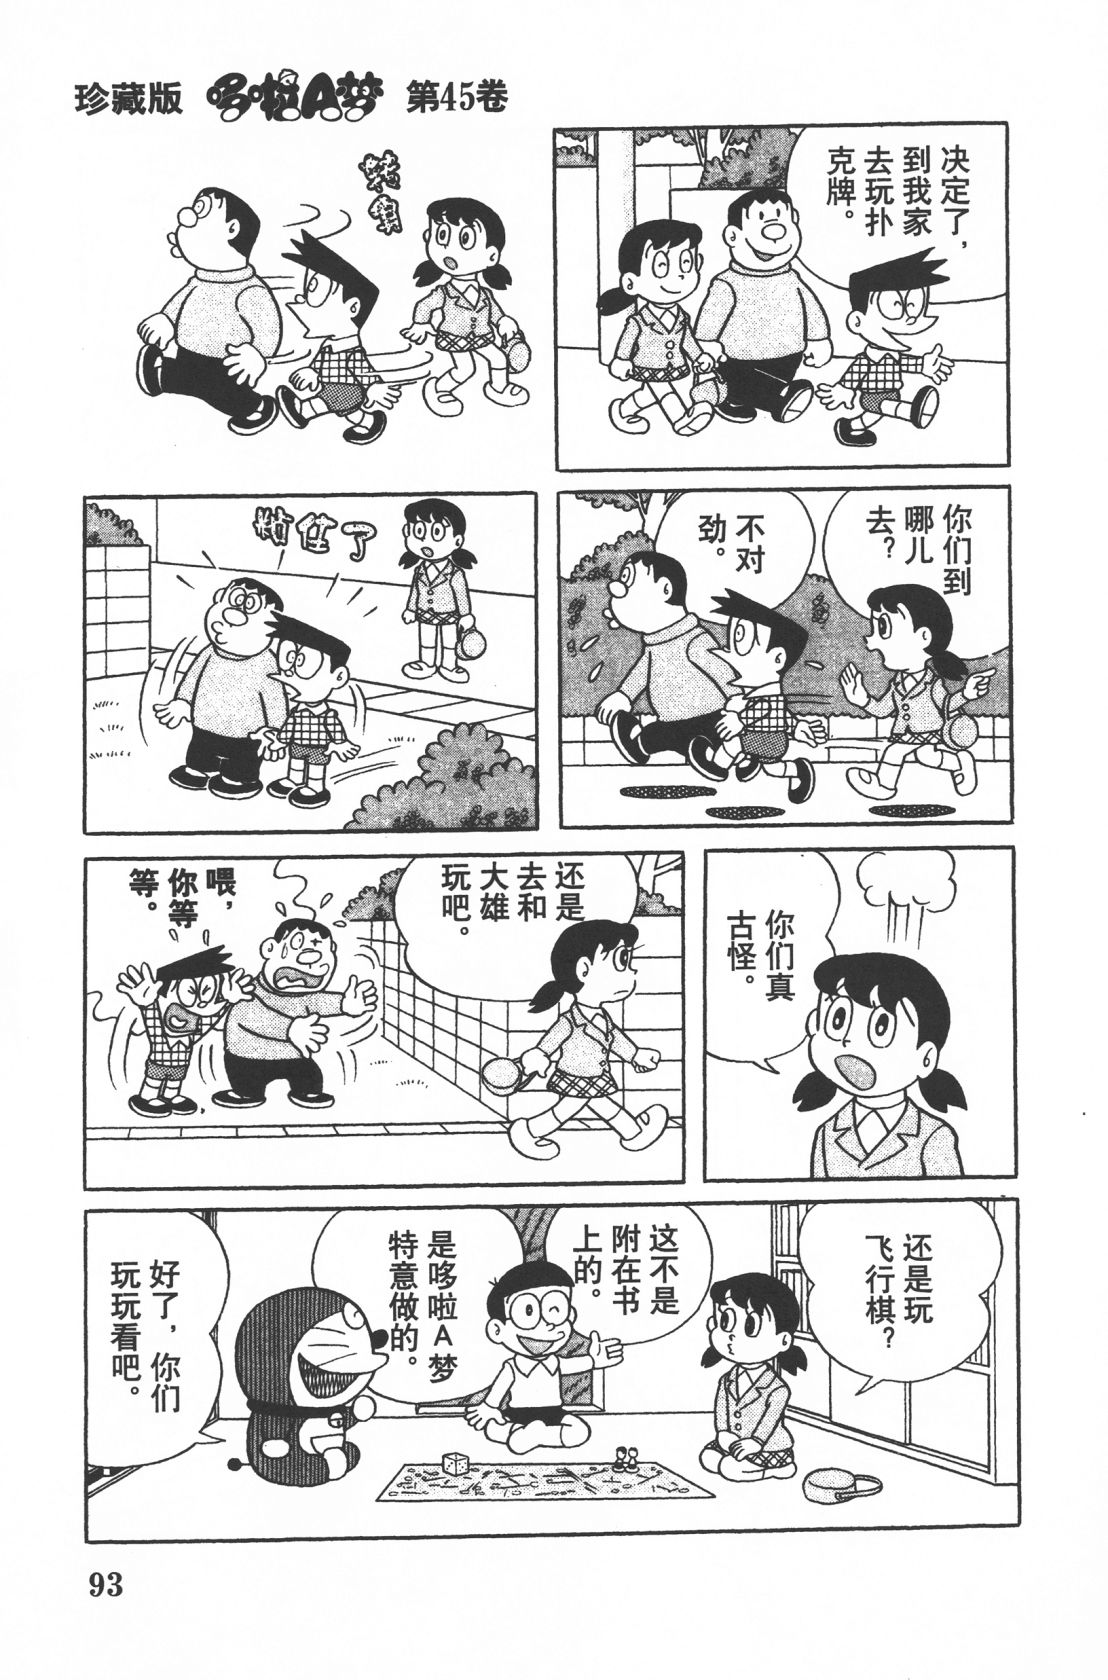 珍藏版 哆啦A梦 第45卷
决定了，
到我家
去玩扑
克牌。
转身
你们到
哪儿
去？
不对
劲。
粘住了
你们真
古怪。
还是
去和
大雄
玩吧。
喂，
你等
等。
还是玩
飞行棋？
这不是
附在书
上的。
是哆啦A梦
特意做的。
好了，你们
玩玩看吧。
93